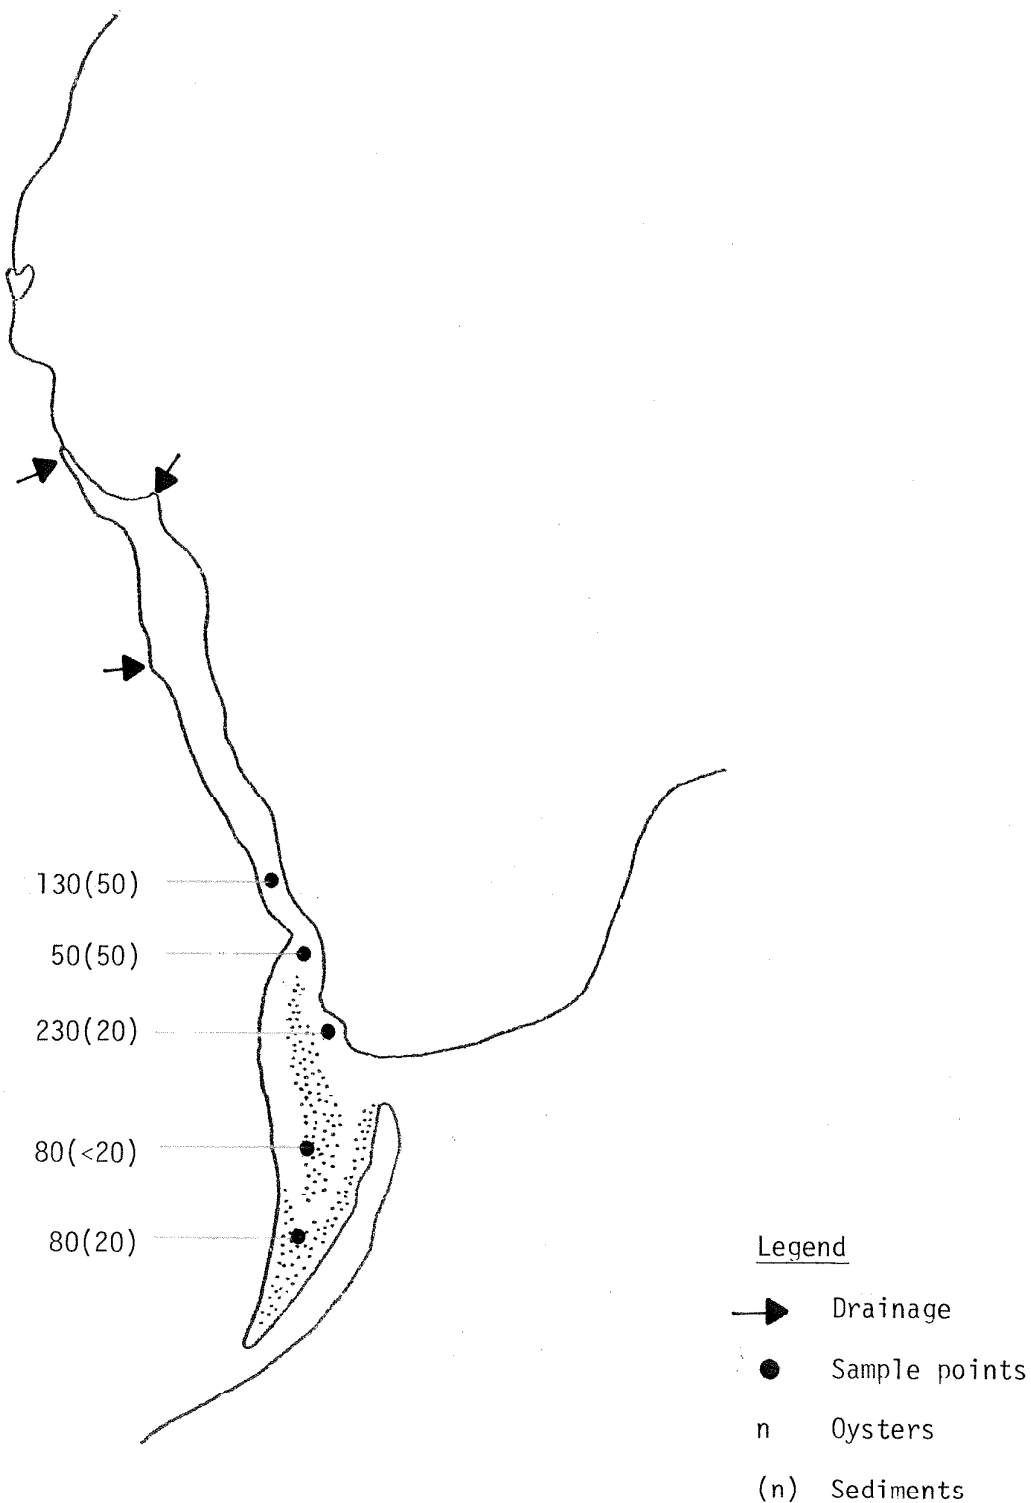 130(50)
50(50)
230(20)
80(<20)
80(20)
Legend
Drainage
Sample points
n Oysters
(n) Sediments